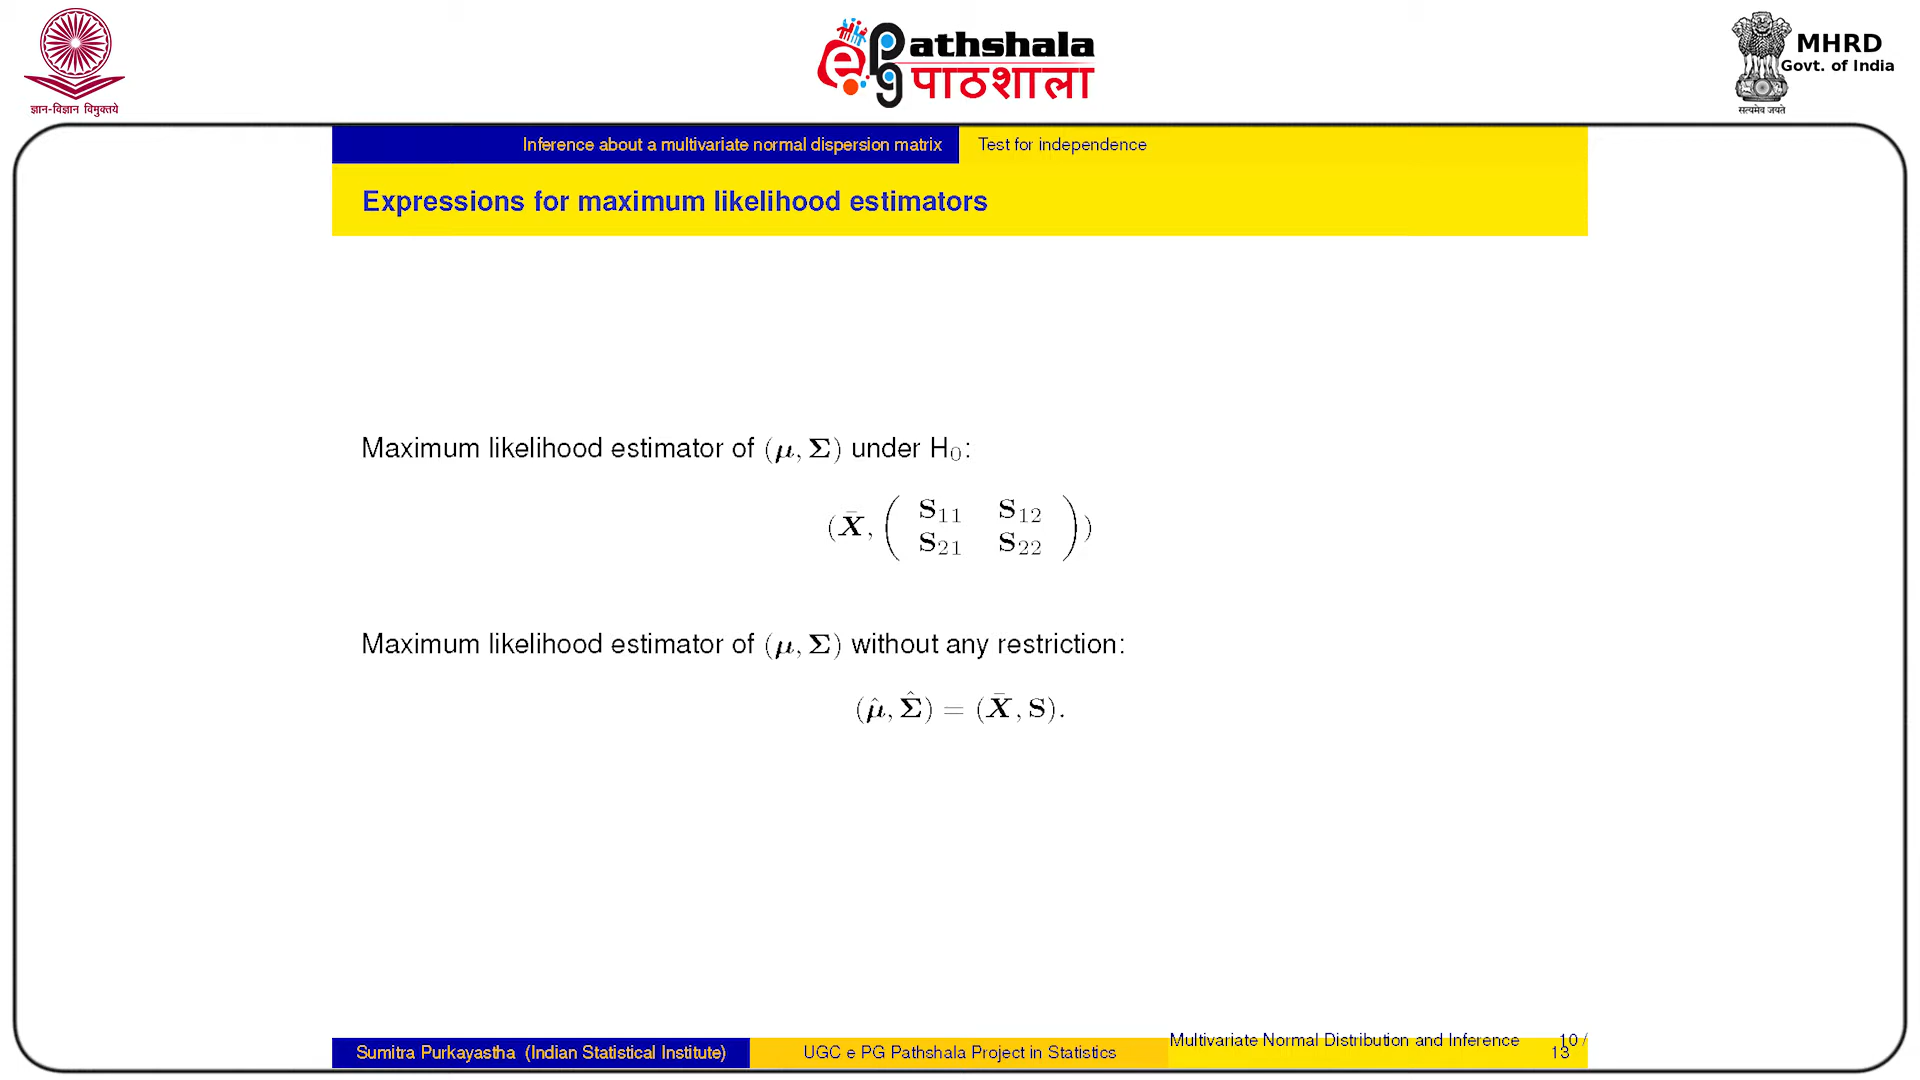 ज्ञान-विज्ञान विमुक्तये
e PG Pathshala
पाठशाला
MHRD
Govt. of India
सत्यमेव जयते
Inference about a multivariate normal dispersion matrix Test for independence
Expressions for maximum likelihood estimators
Maximum likelihood estimator of (μ, Σ) under H₀:
(X̄, ( S₁₁ S₁₂
S₂₁ S₂₂ ))
Maximum likelihood estimator of (μ, Σ) without any restriction:
(μ̂, Σ̂) = (X̄, S).
Sumitra Purkayastha (Indian Statistical Institute) UGC e PG Pathshala Project in Statistics Multivariate Normal Distribution and Inference 10 /
13